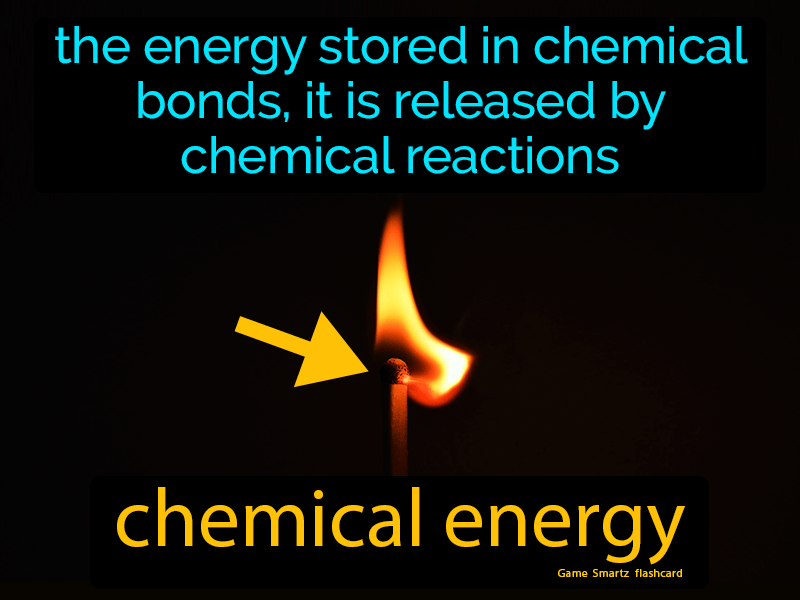 the energy stored in chemical
bonds, it is released by
chemical reactions
chemical energy
Game Smartz flashcard